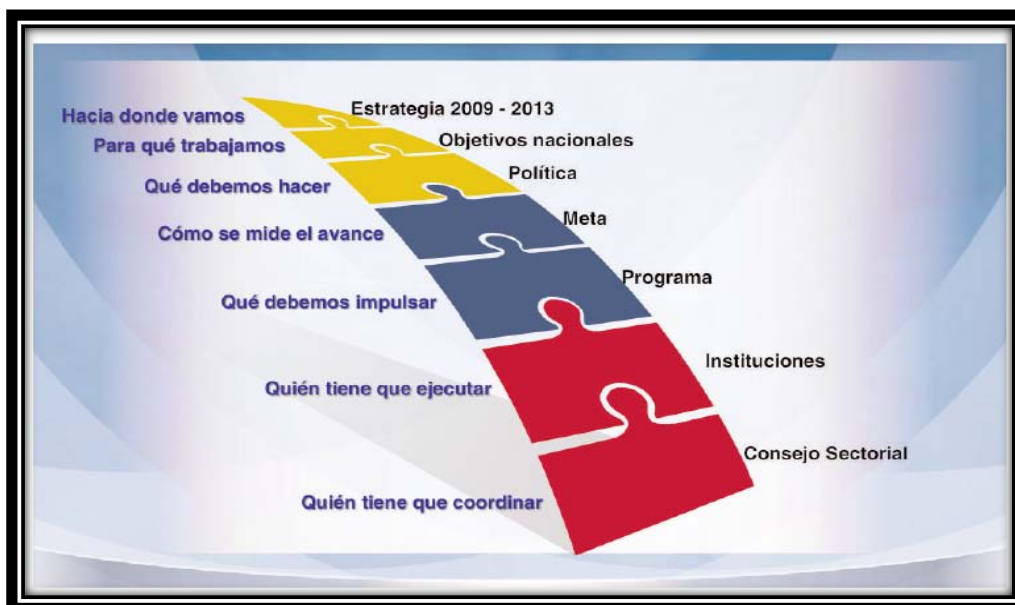 Hacia donde vamos
Estrategia 2009 - 2013
Para qué trabajamos
Objetivos nacionales
Qué debemos hacer
Política
Cómo se mide el avance
Meta
Qué debemos impulsar
Programa
Quién tiene que ejecutar
Instituciones
Quién tiene que coordinar
Consejo Sectorial